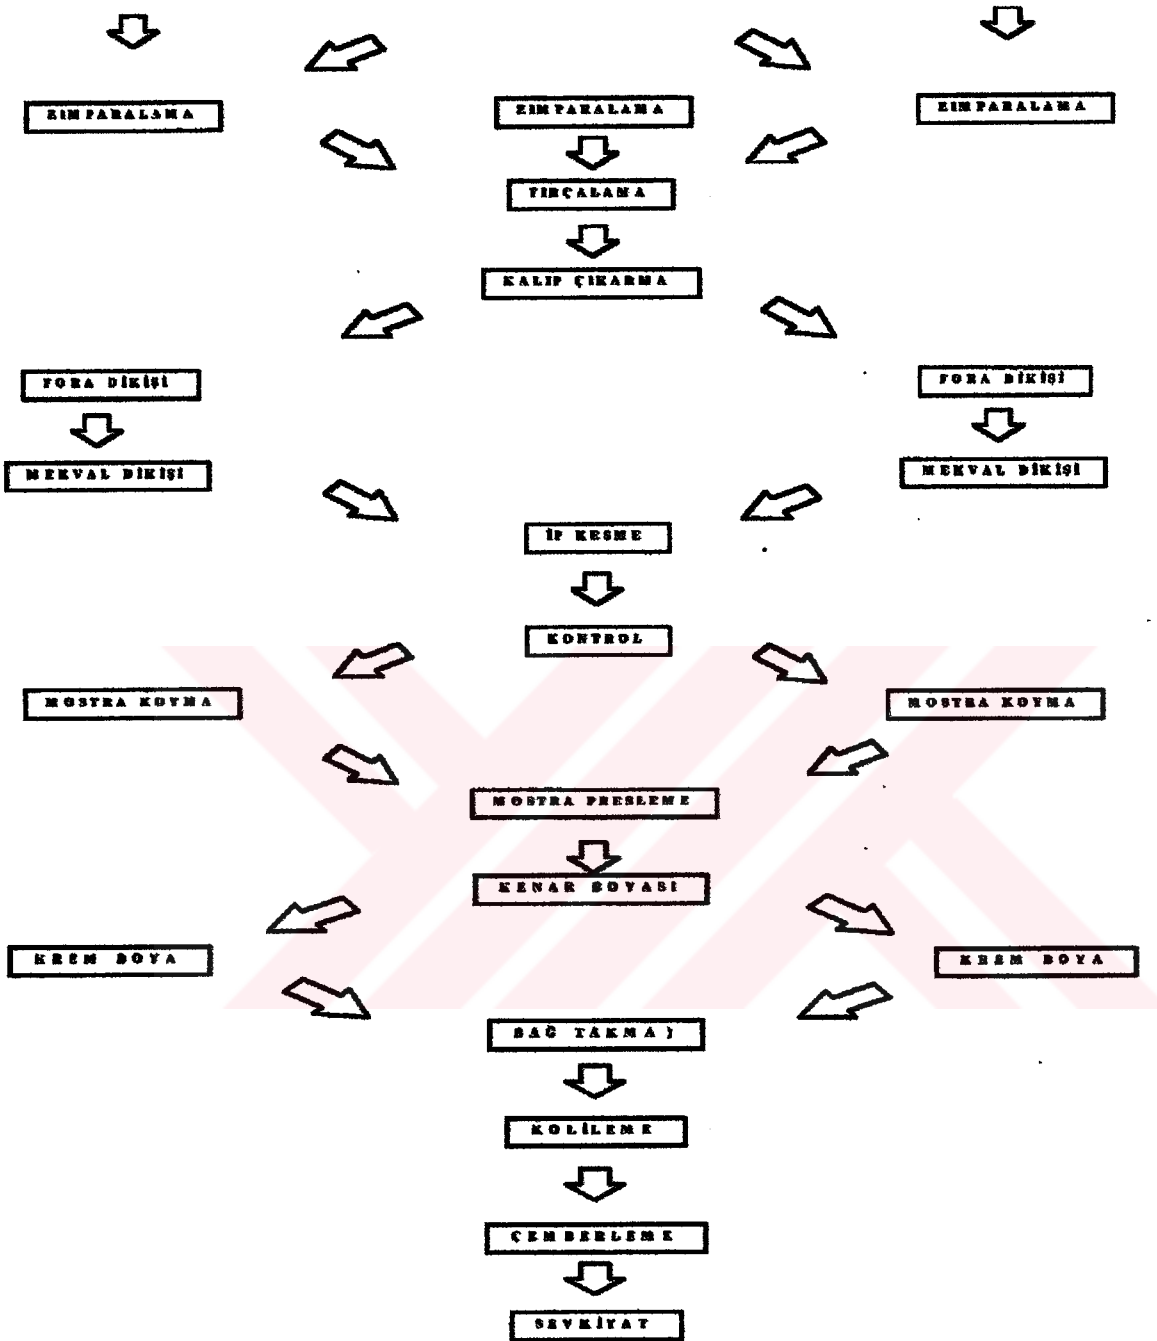 ZIMPARALAMA
ZIMPARALAMA
ZIMPARALAMA
FIRÇALAMA
KALIP ÇIKARMA
FORA DİKİŞİ
FORA DİKİŞİ
MEKVAL DİKİŞİ
MEKVAL DİKİŞİ
İP KESME
KONTROL
MOSTRA KOYMA
MOSTRA KOYMA
MOSTRA PRESLEME
KENAR BOYASI
KREM BOYA
KREM BOYA
BAĞ TAKMA )
KOLİLEME
ÇEMBERLEME
SEVKİYAT